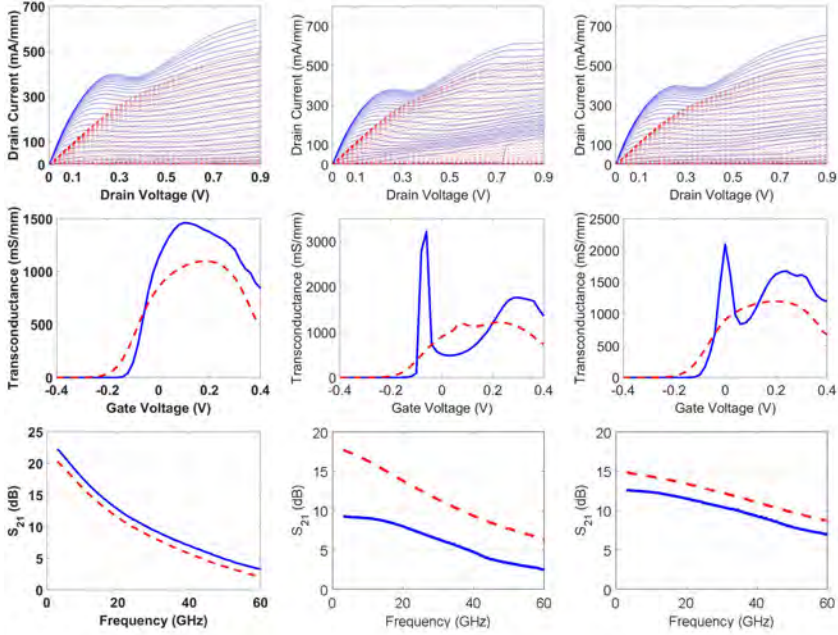 700
500
400
300
100
0
Drain Current (mA/mm)
0 0.1 0.3 0.5 0.7 0.9
Drain Voltage (V)
700
500
400
300
100
0
Drain Current (mA/mm)
0 0.1 0.3 0.5 0.7 0.9
Drain Voltage (V)
700
500
400
300
100
0
Drain Current (mA/mm)
0 0.1 0.3 0.5 0.7 0.9
Drain Voltage (V)
1500
1000
500
0
Transconductance (mS/mm)
-0.4 -0.2 0 0.2 0.4
Gate Voltage (V)
3000
2000
1000
0
Transconductance (mS/mm)
-0.4 -0.2 0 0.2 0.4
Gate Voltage (V)
2500
2000
1500
1000
500
0
Transconductance (mS/mm)
-0.4 -0.2 0 0.2 0.4
Gate Voltage (V)
25
20
15
10
5
0
S21 (dB)
0 20 40 60
Frequency (GHz)
20
15
10
5
0
S21 (dB)
0 20 40 60
Frequency (GHz)
20
15
10
5
0
S21 (dB)
0 20 40 60
Frequency (GHz)